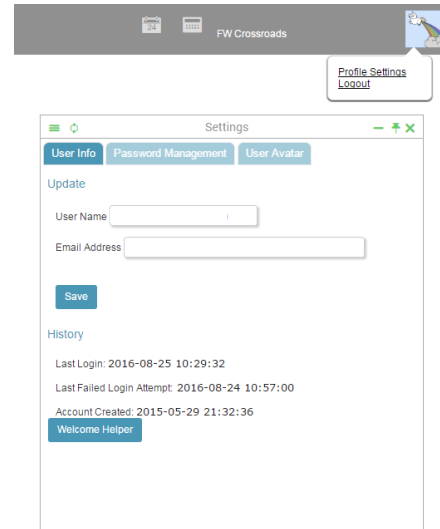 24
FW Crossroads
Profile Settings
Logout
Settings
User Info Password Management User Avatar
Update
User Name
Email Address
Save
History
Last Login: 2016-08-25 10:29:32
Last Failed Login Attempt: 2016-08-24 10:57:00
Account Created: 2015-05-29 21:32:36
Welcome Helper